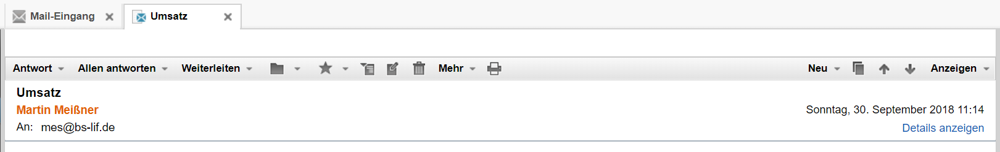 Mail-Eingang Umsatz
Antwort Allen antworten Weiterleiten Mehr Neu Anzeigen
Umsatz
Martin Meißner Sonntag, 30. September 2018 11:14
An: mes@bs-lif.de Details anzeigen